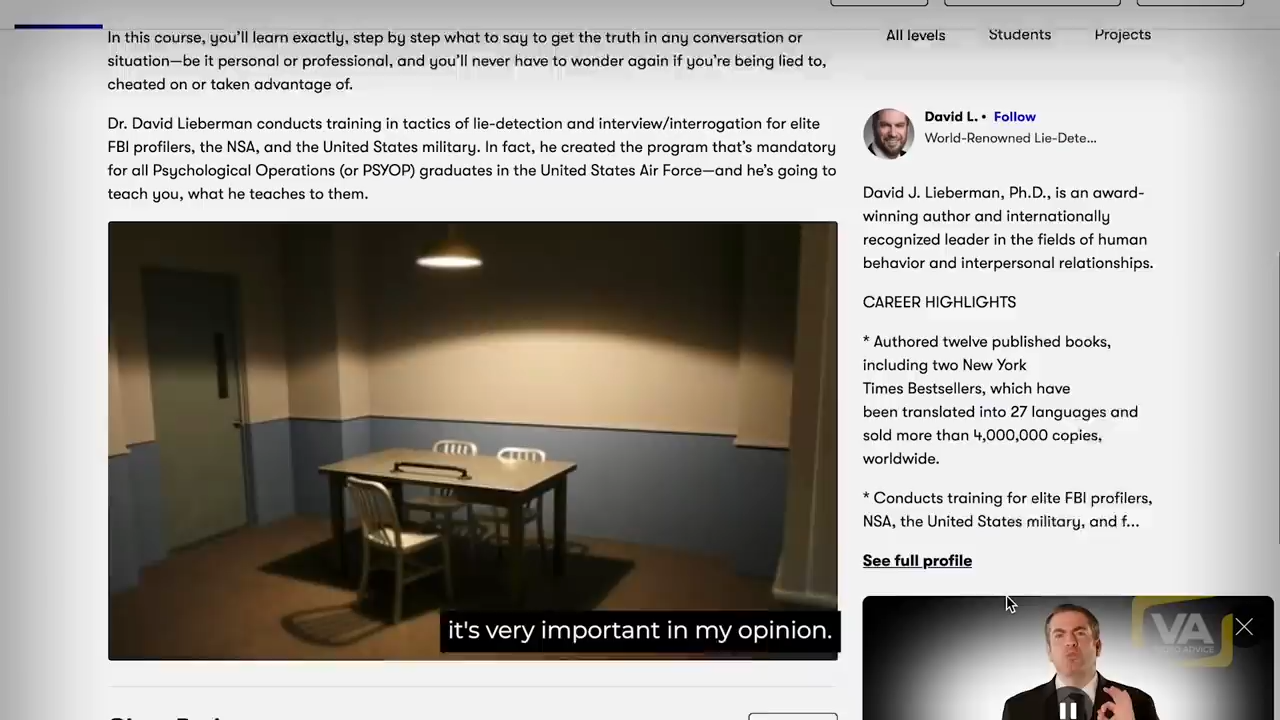 In this course, you'll learn exactly, step by step what to say to get the truth in any conversation or
situation—be it personal or professional, and you'll never have to wonder again if you're being lied to,
cheated on or taken advantage of.
Dr. David Lieberman conducts training in tactics of lie-detection and interview/interrogation for elite
FBI profilers, the NSA, and the United States military. In fact, he created the program that's mandatory
for all Psychological Operations (or PSYOP) graduates in the United States Air Force—and he's going to
teach you, what he teaches to them.
it's very important in my opinion.
All levels
Students
Projects
David L. • Follow
World-Renowned Lie-Dete...
David J. Lieberman, Ph.D., is an award-
winning author and internationally
recognized leader in the fields of human
behavior and interpersonal relationships.
CAREER HIGHLIGHTS
* Authored twelve published books,
including two New York
Times Bestsellers, which have
been translated into 27 languages and
sold more than 4,000,000 copies,
worldwide.
* Conducts training for elite FBI profilers,
NSA, the United States military, and f...
See full profile
VA